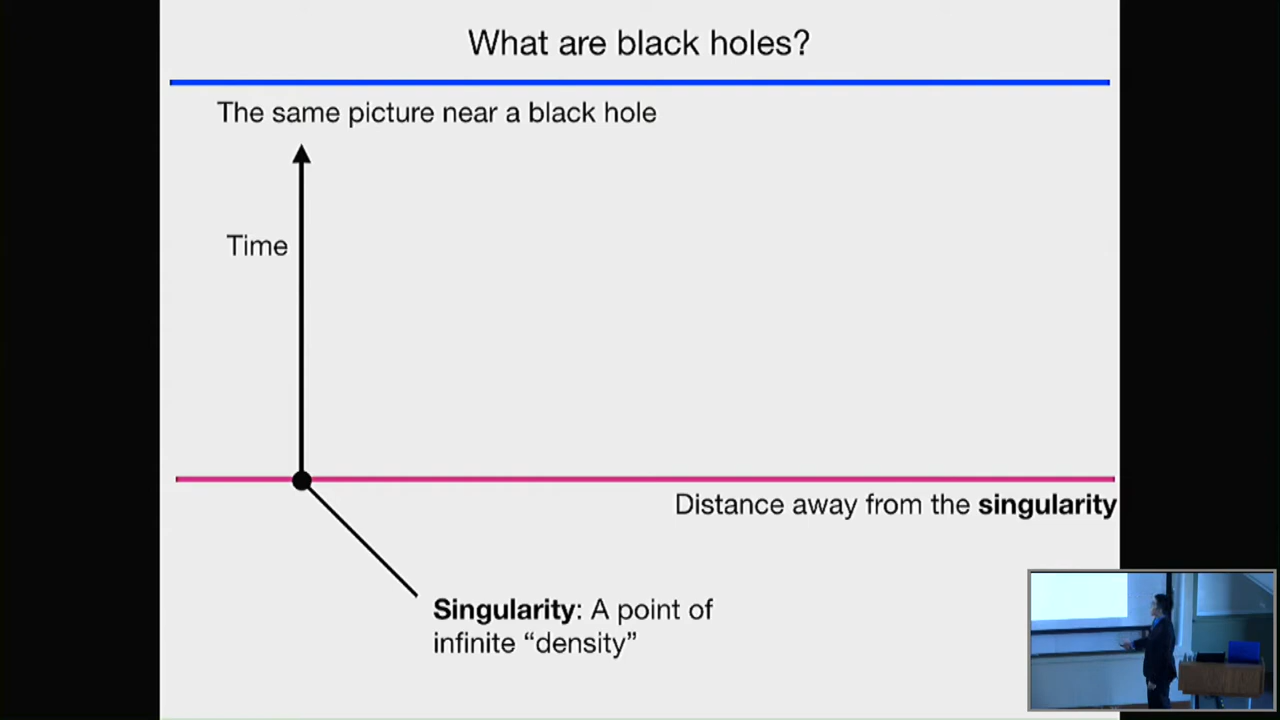 What are black holes?
The same picture near a black hole
Time
Distance away from the singularity
Singularity: A point of
infinite “density”